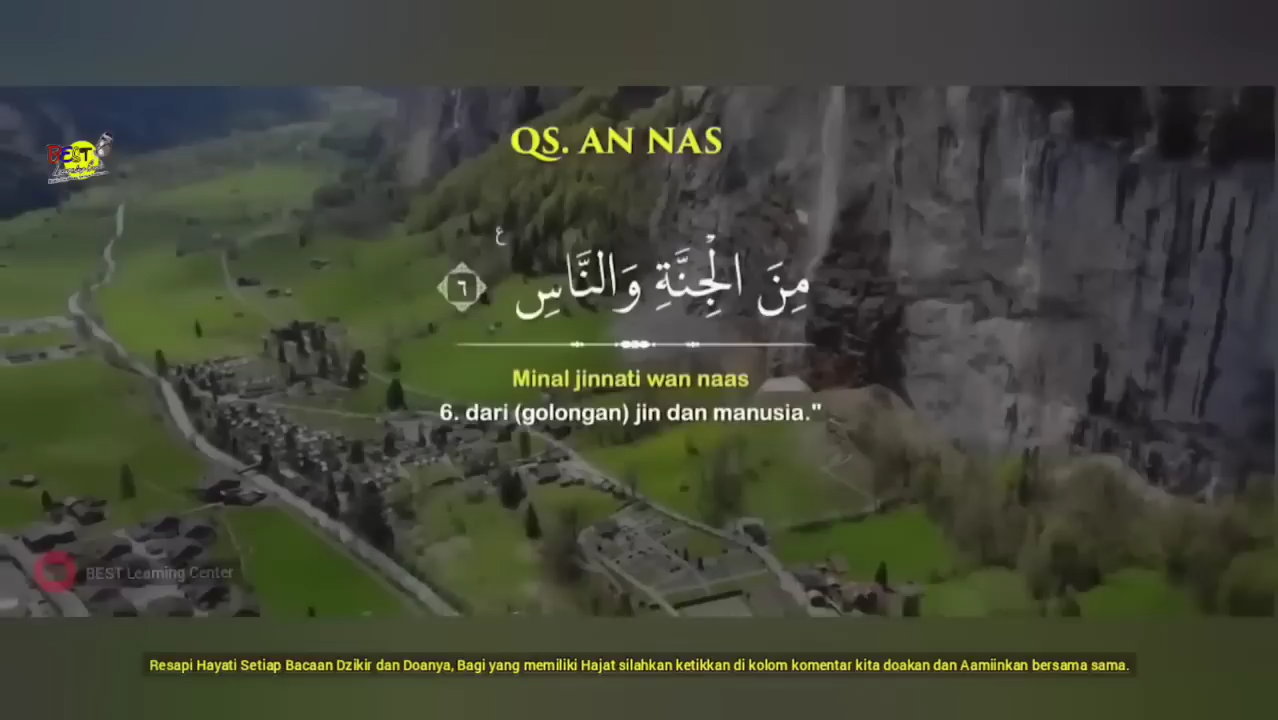 BEST
QS. AN NAS
مِنَ الْجِنَّةِ وَالنَّاسِ ۝٦ ع
Minal jinnati wan naas
6. dari (golongan) jin dan manusia."
BEST Learning Center
Resapi Hayati Setiap Bacaan Dzikir dan Doanya, Bagi yang memiliki Hajat silahkan ketikkan di kolom komentar kita doakan dan Aamiinkan bersama sama.